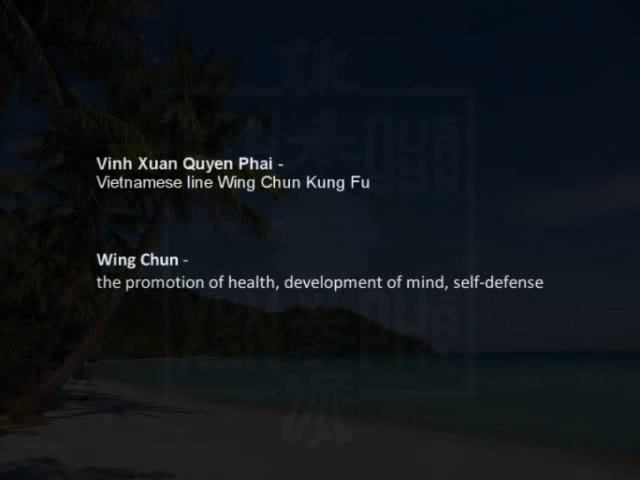 Vinh Xuan Quyen Phai -
Vietnamese line Wing Chun Kung Fu
Wing Chun -
the promotion of health, development of mind, self-defense